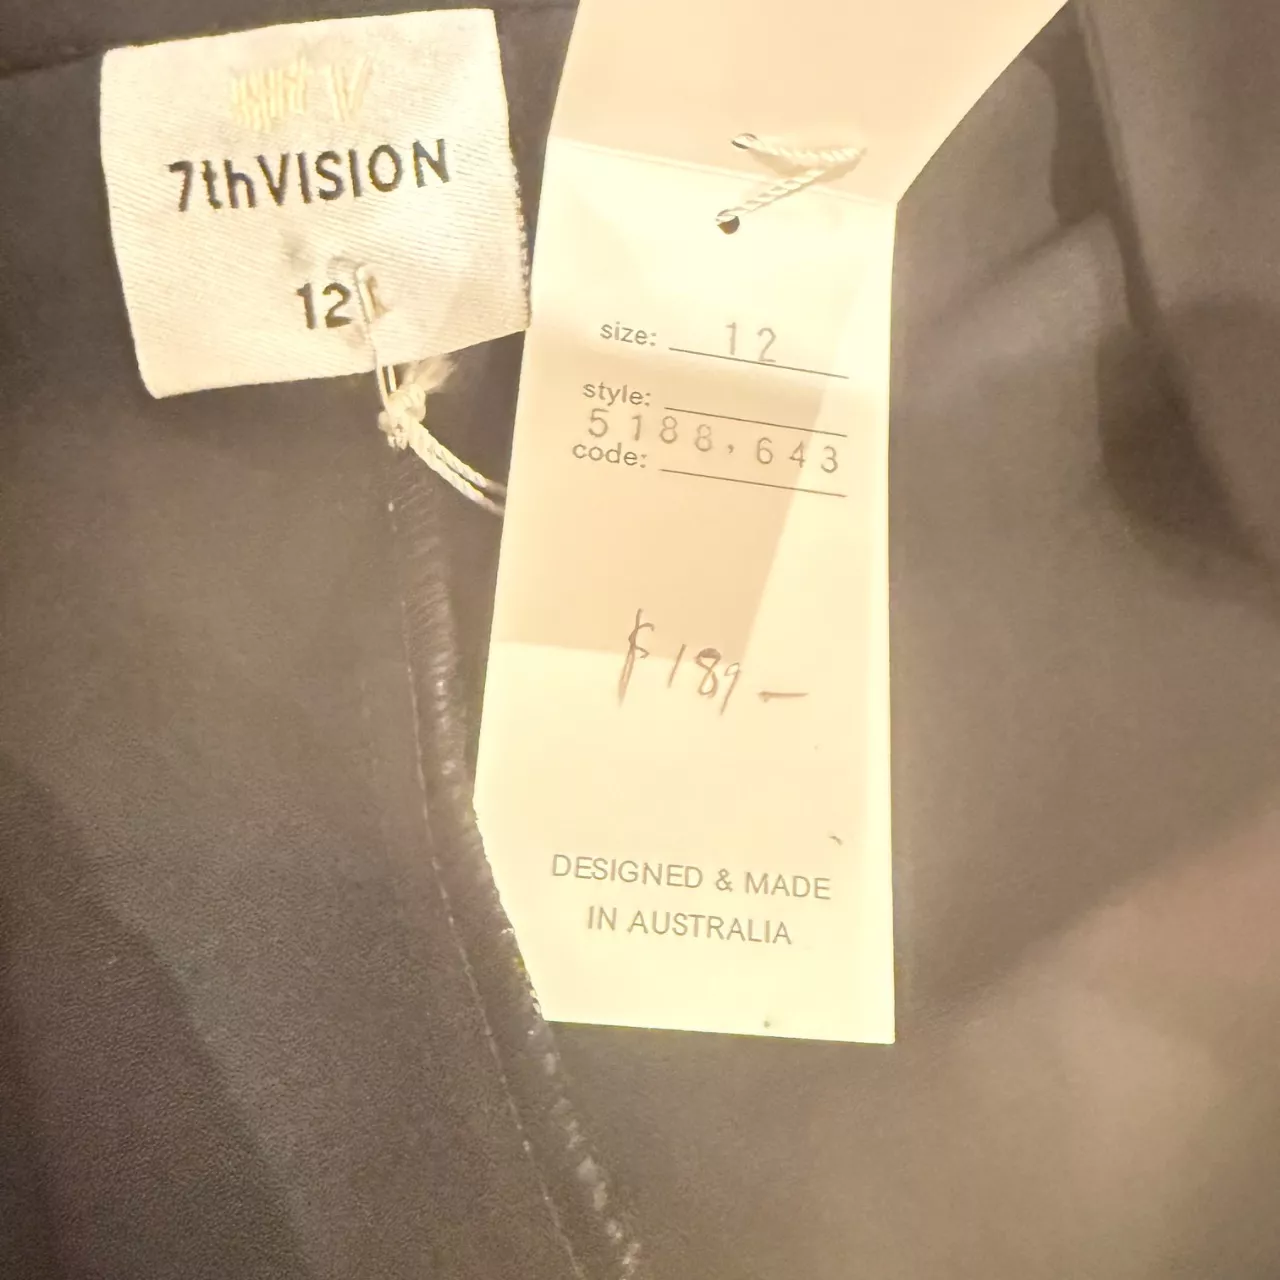 7thVISION
12
size: 12
style:
5188,643
code:
$189-
DESIGNED & MADE
IN AUSTRALIA